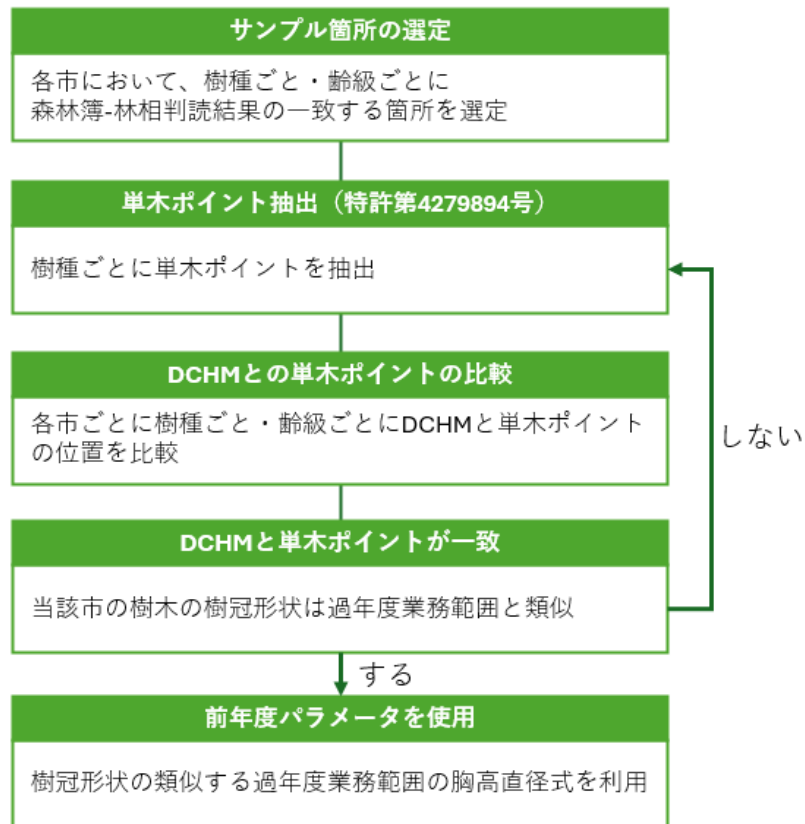 サンプル箇所の選定
各市において、樹種ごと・齢級ごとに
森林簿-林相判読結果の一致する箇所を選定
単木ポイント抽出（特許第4279894号）
樹種ごとに単木ポイントを抽出
DCHMとの単木ポイントの比較
各市ごとに樹種ごと・齢級ごとにDCHMと単木ポイント
の位置を比較
しない
DCHMと単木ポイントが一致
当該市の樹木の樹冠形状は過年度業務範囲と類似
する
前年度パラメータを使用
樹冠形状の類似する過年度業務範囲の胸高直径式を利用